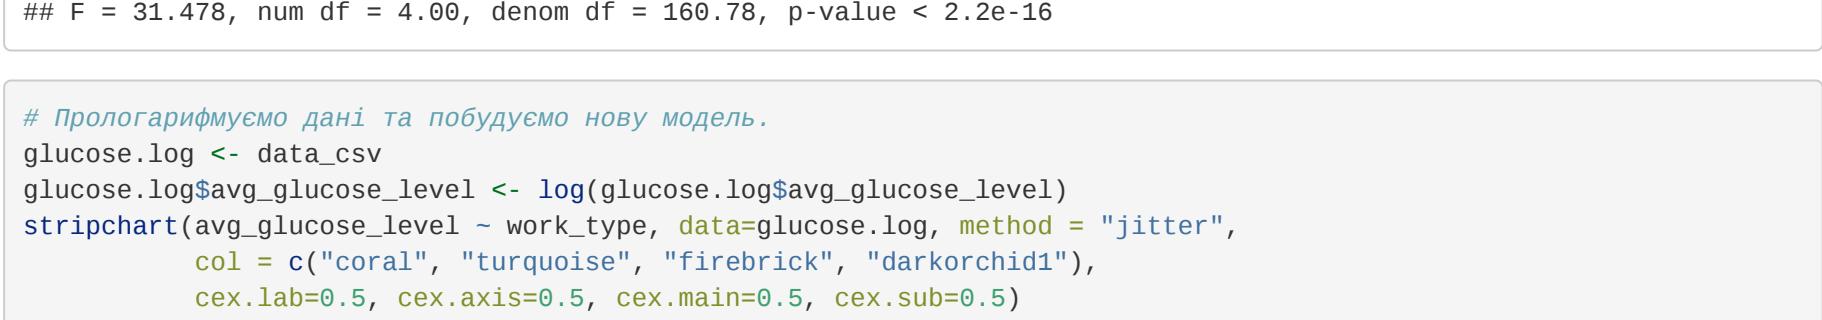 ## F = 31.478, num df = 4.00, denom df = 160.78, p-value < 2.2e-16
# Прологарифмуємо дані та побудуємо нову модель.
glucose.log <- data_csv
glucose.log$avg_glucose_level <- log(glucose.log$avg_glucose_level)
stripchart(avg_glucose_level ~ work_type, data=glucose.log, method = "jitter",
col = c("coral", "turquoise", "firebrick", "darkorchid1"),
cex.lab=0.5, cex.axis=0.5, cex.main=0.5, cex.sub=0.5)